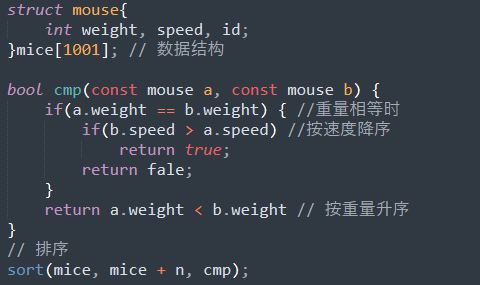 struct mouse{
    int weight, speed, id;
}mice[1001]; // 数据结构
bool cmp(const mouse a, const mouse b) {
    if(a.weight == b.weight) { //重量相等时
        if(b.speed > a.speed) //按速度降序
            return true;
        return fale;
    }
    return a.weight < b.weight // 按重量升序
}
// 排序
sort(mice, mice + n, cmp);